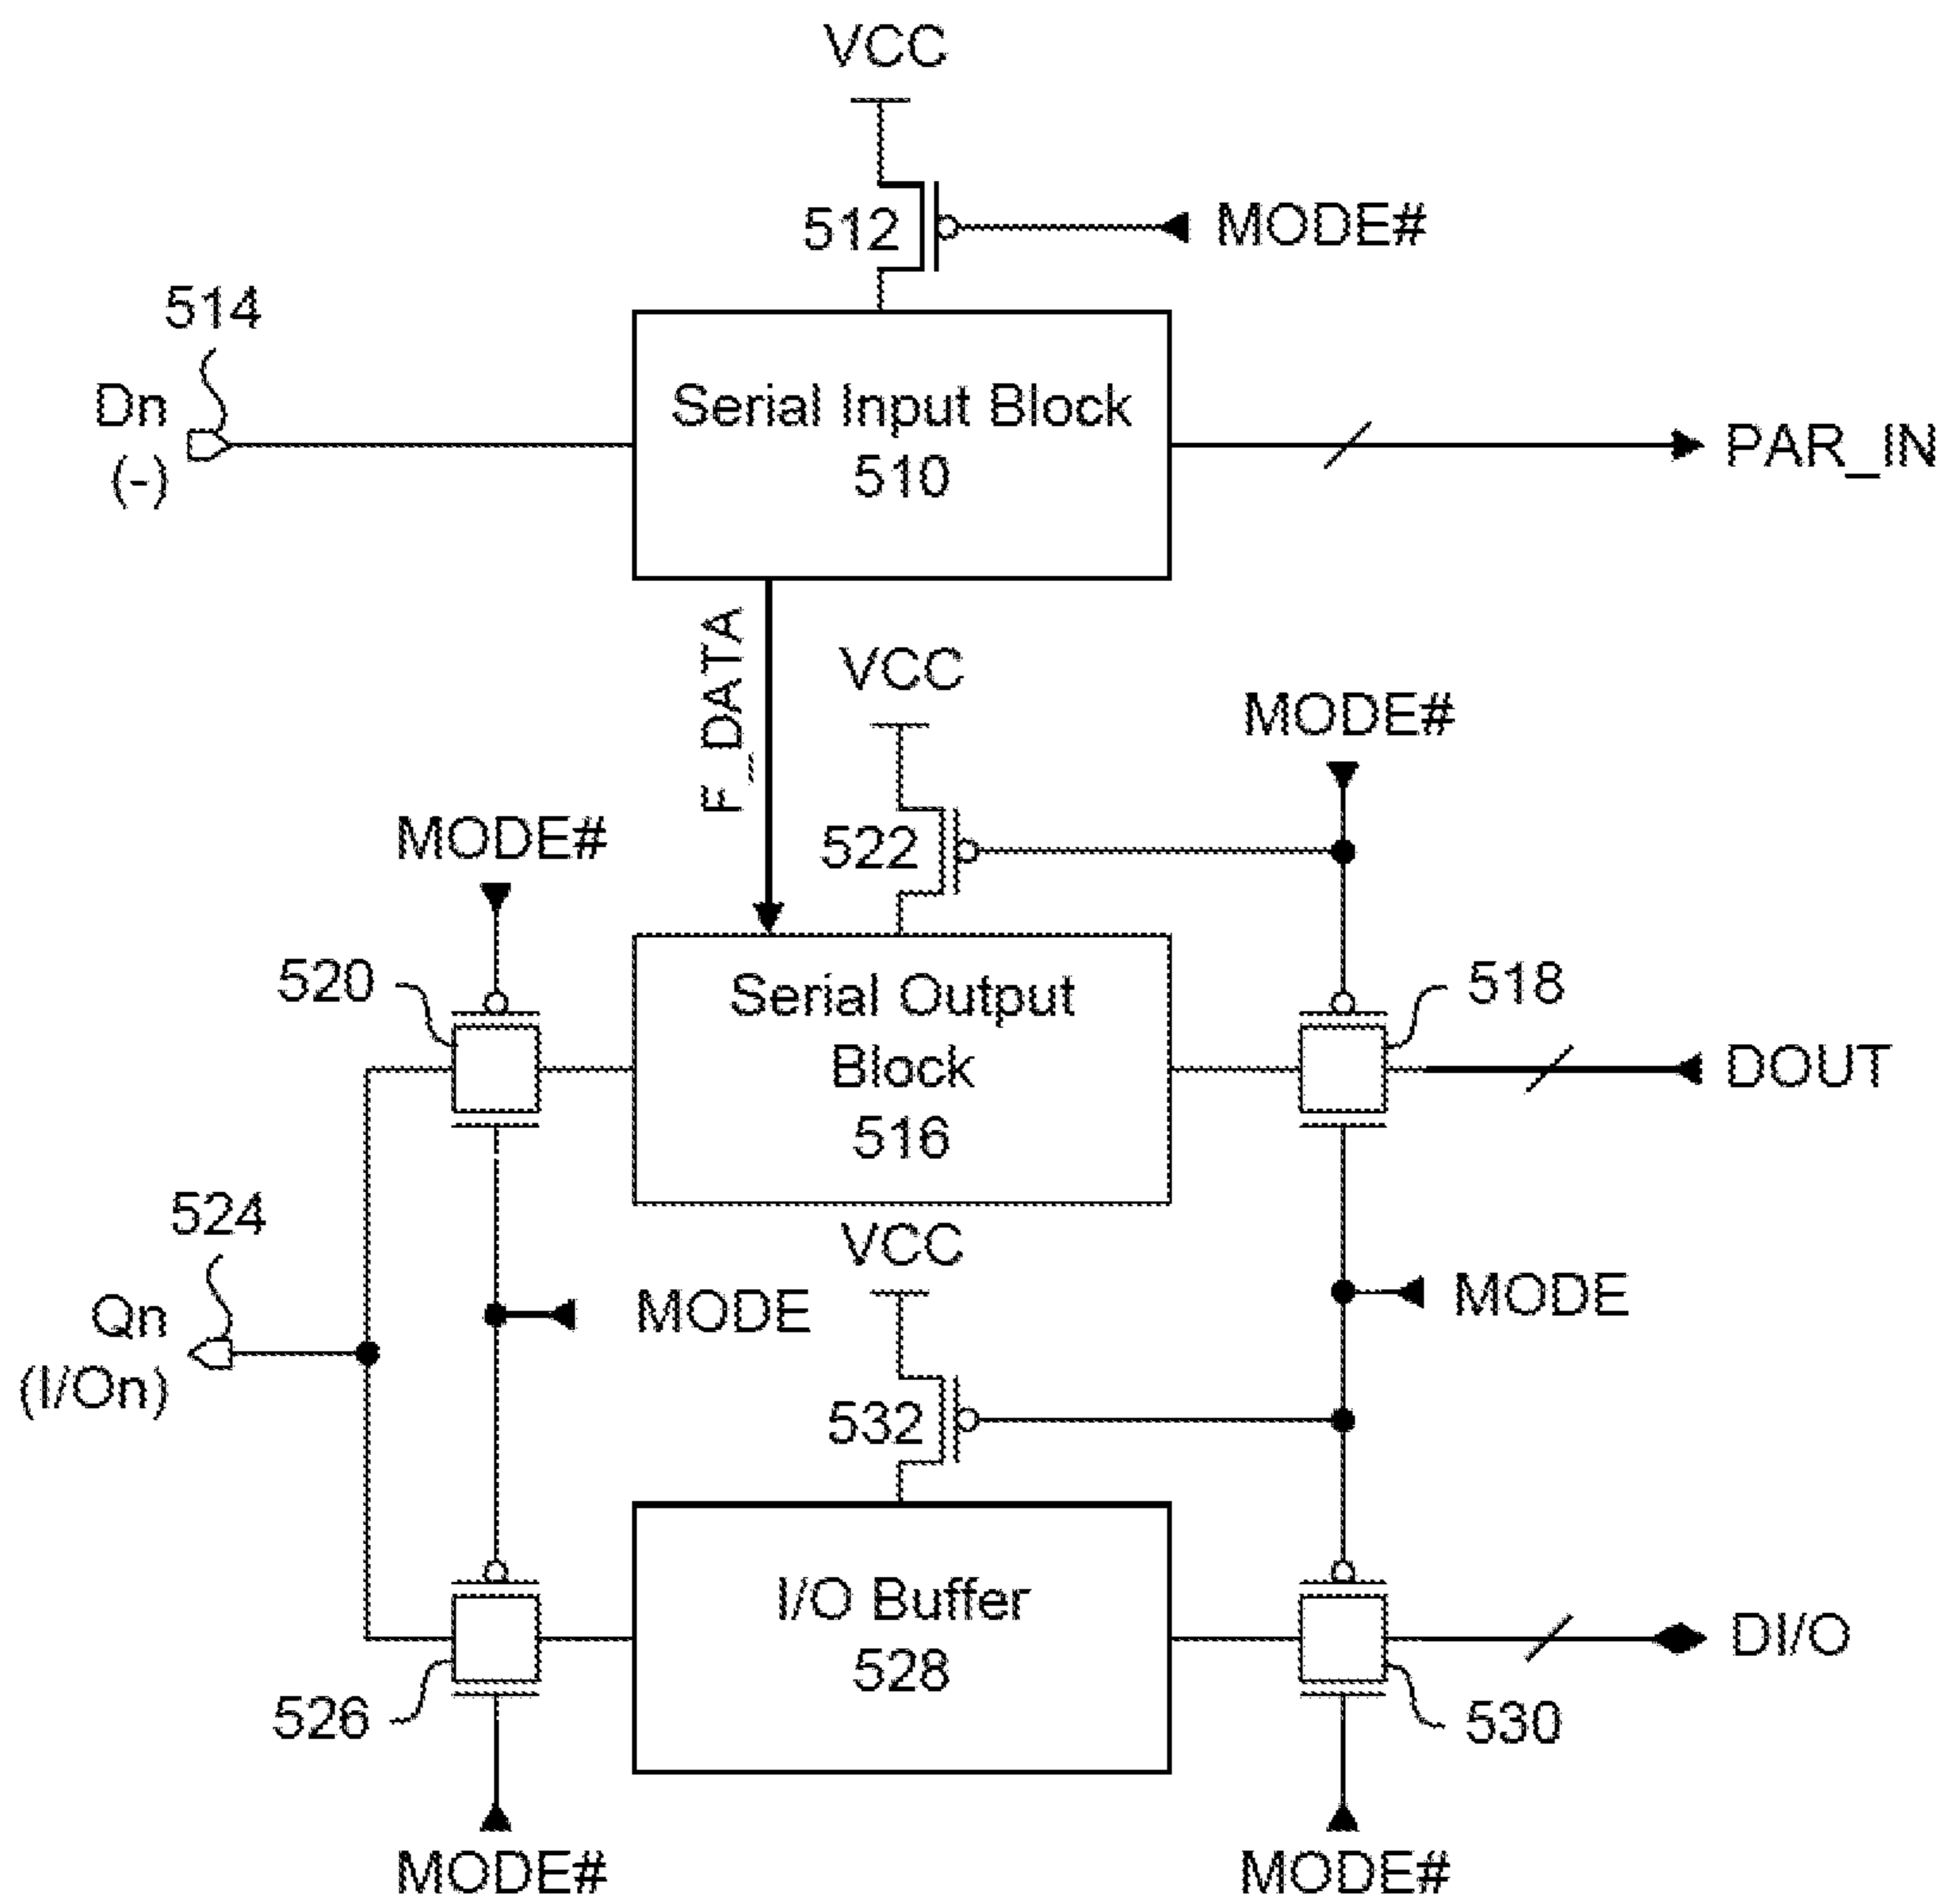 VCC
512
MODE#
514
Dn
(-)
Serial Input Block
510
PAR_IN
F_DATA
VCC
MODE#
MODE#
522
520
Serial Output
Block
516
518
DOUT
524
Qn
(I/On)
VCC
MODE
MODE
532
I/O Buffer
528
DI/O
526
530
MODE#
MODE#